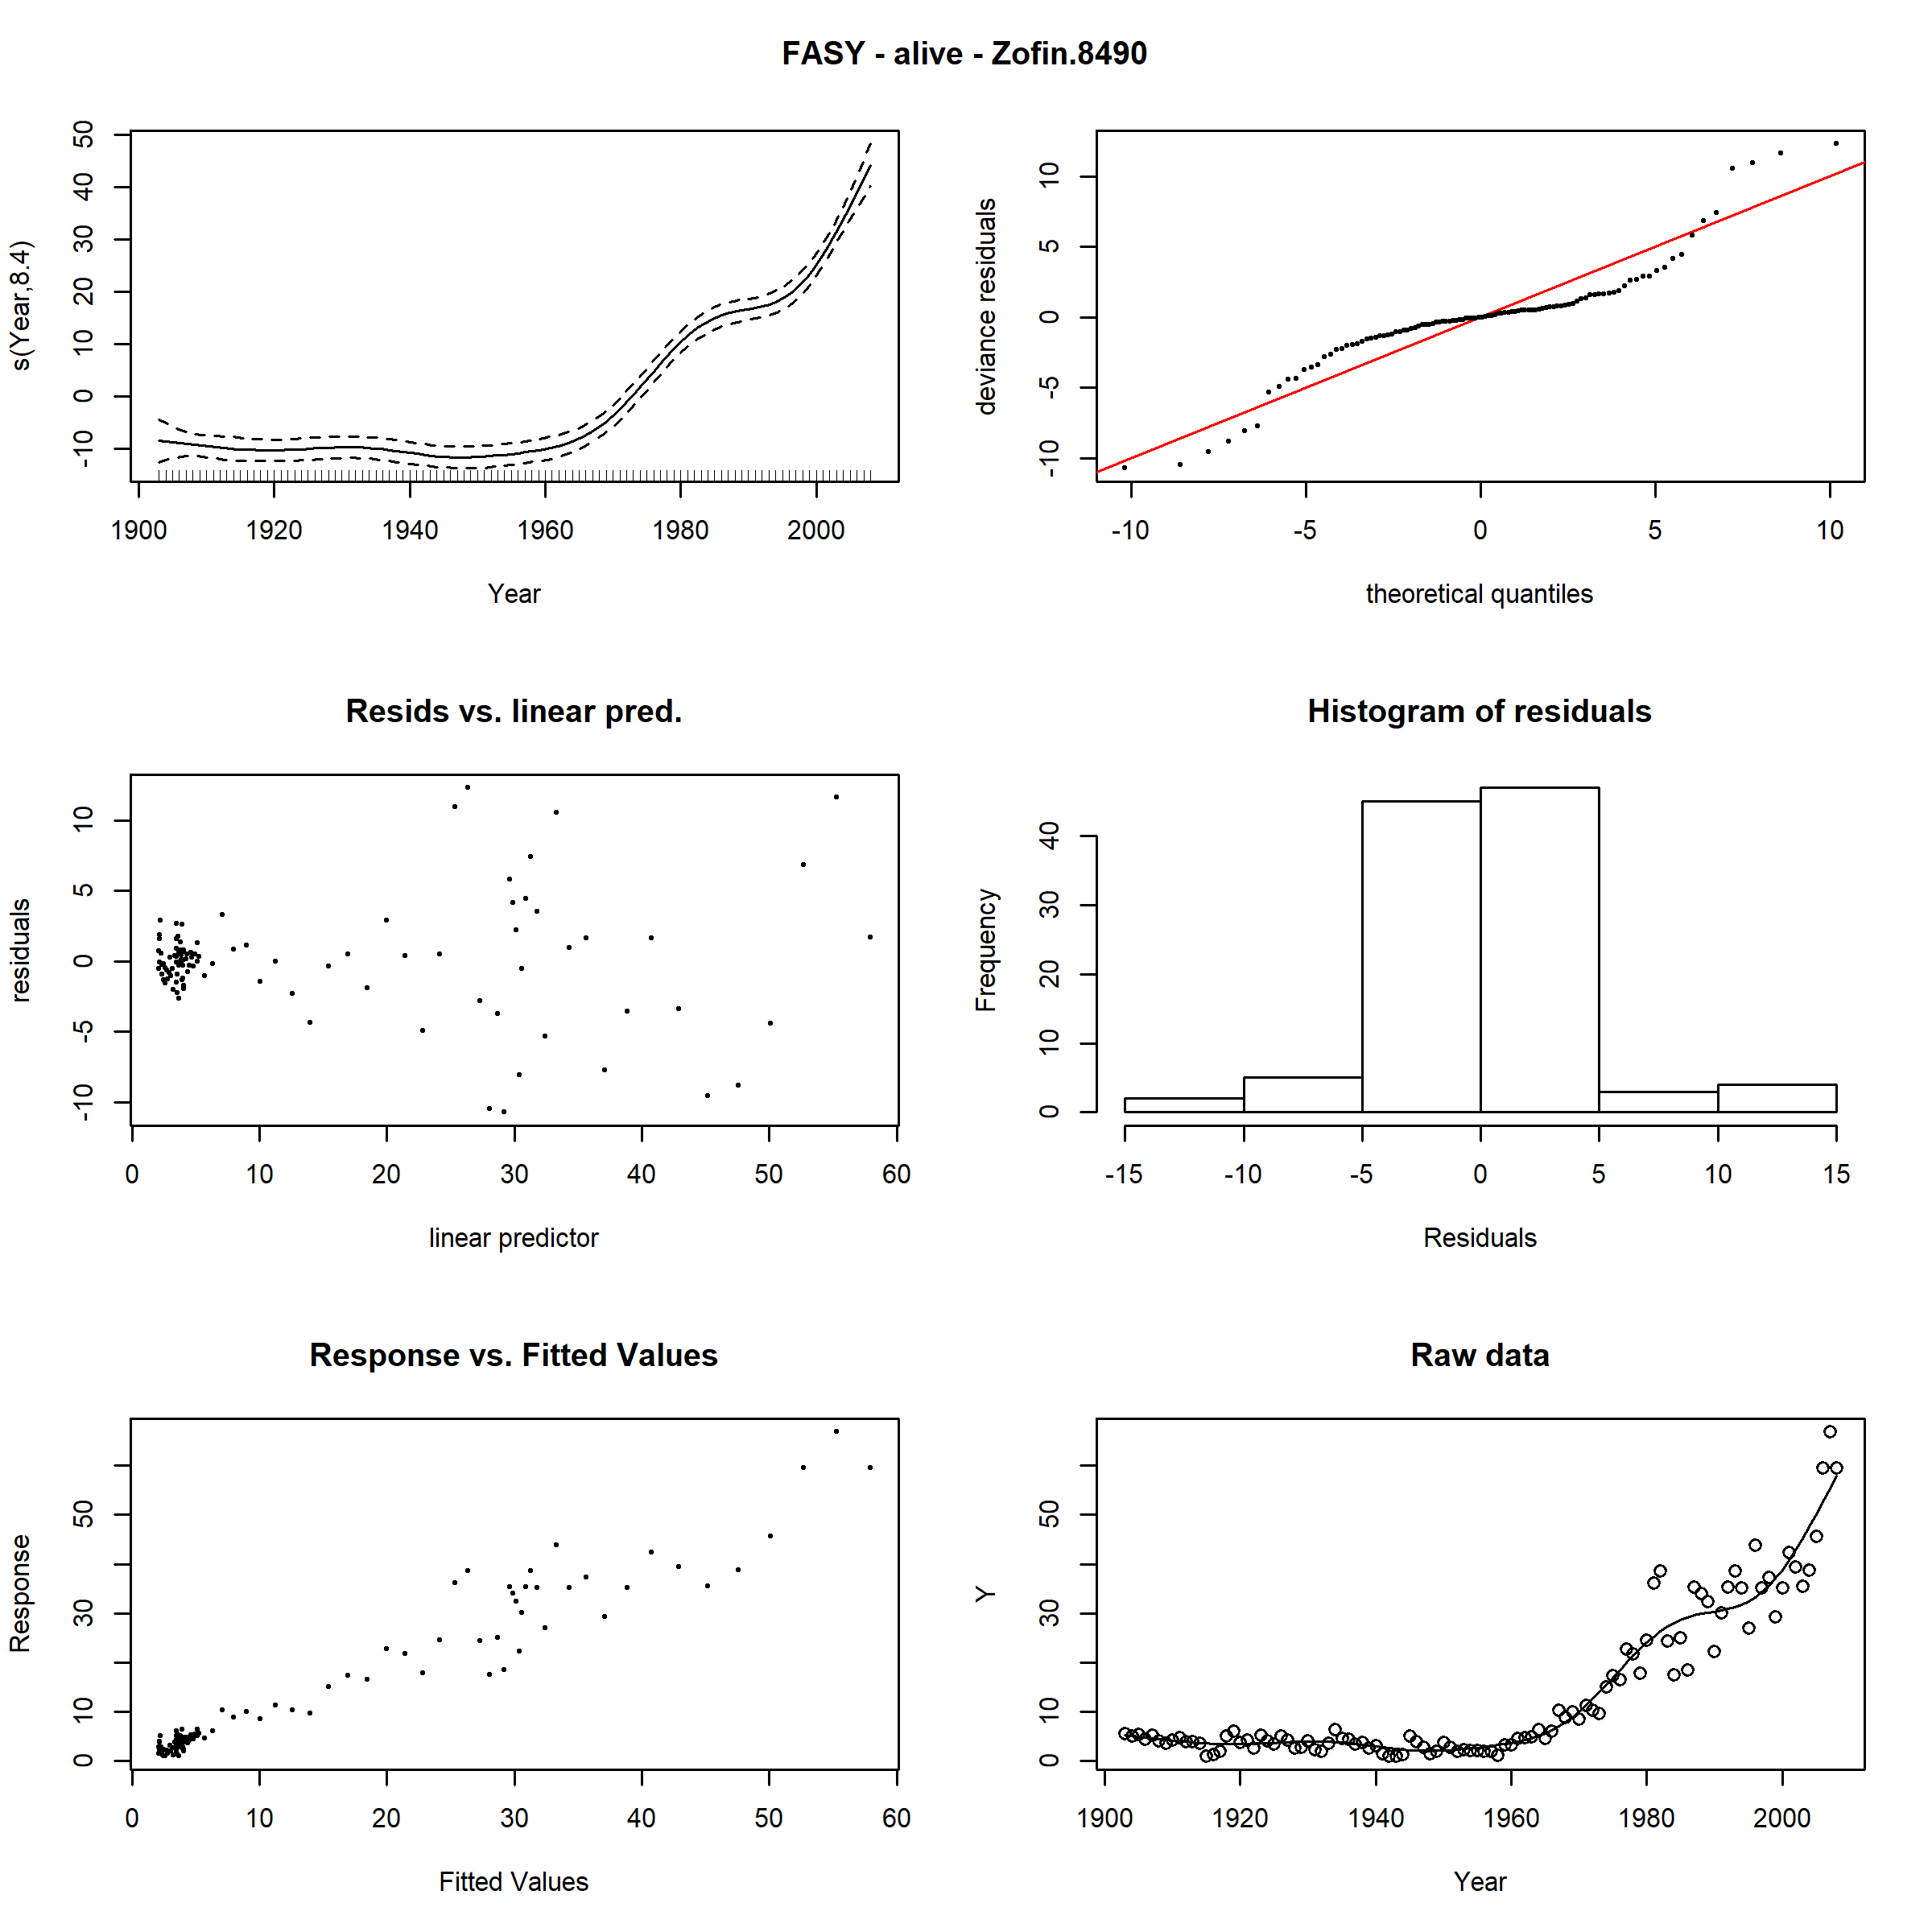 FASY - alive - Zofin.8490
s(Year,8.4)
-10 0 10 20 30 40 50
1900 1920 1940 1960 1980 2000
Year
deviance residuals
-10 -5 0 5 10
-10 -5 0 5 10
theoretical quantiles
Resids vs. linear pred.
residuals
-10 -5 0 5 10
0 10 20 30 40 50 60
linear predictor
Histogram of residuals
Frequency
0 10 20 30 40
-15 -10 -5 0 5 10 15
Residuals
Response vs. Fitted Values
Response
0 10 30 50
0 10 20 30 40 50 60
Fitted Values
Raw data
Y
0 10 30 50
1900 1920 1940 1960 1980 2000
Year